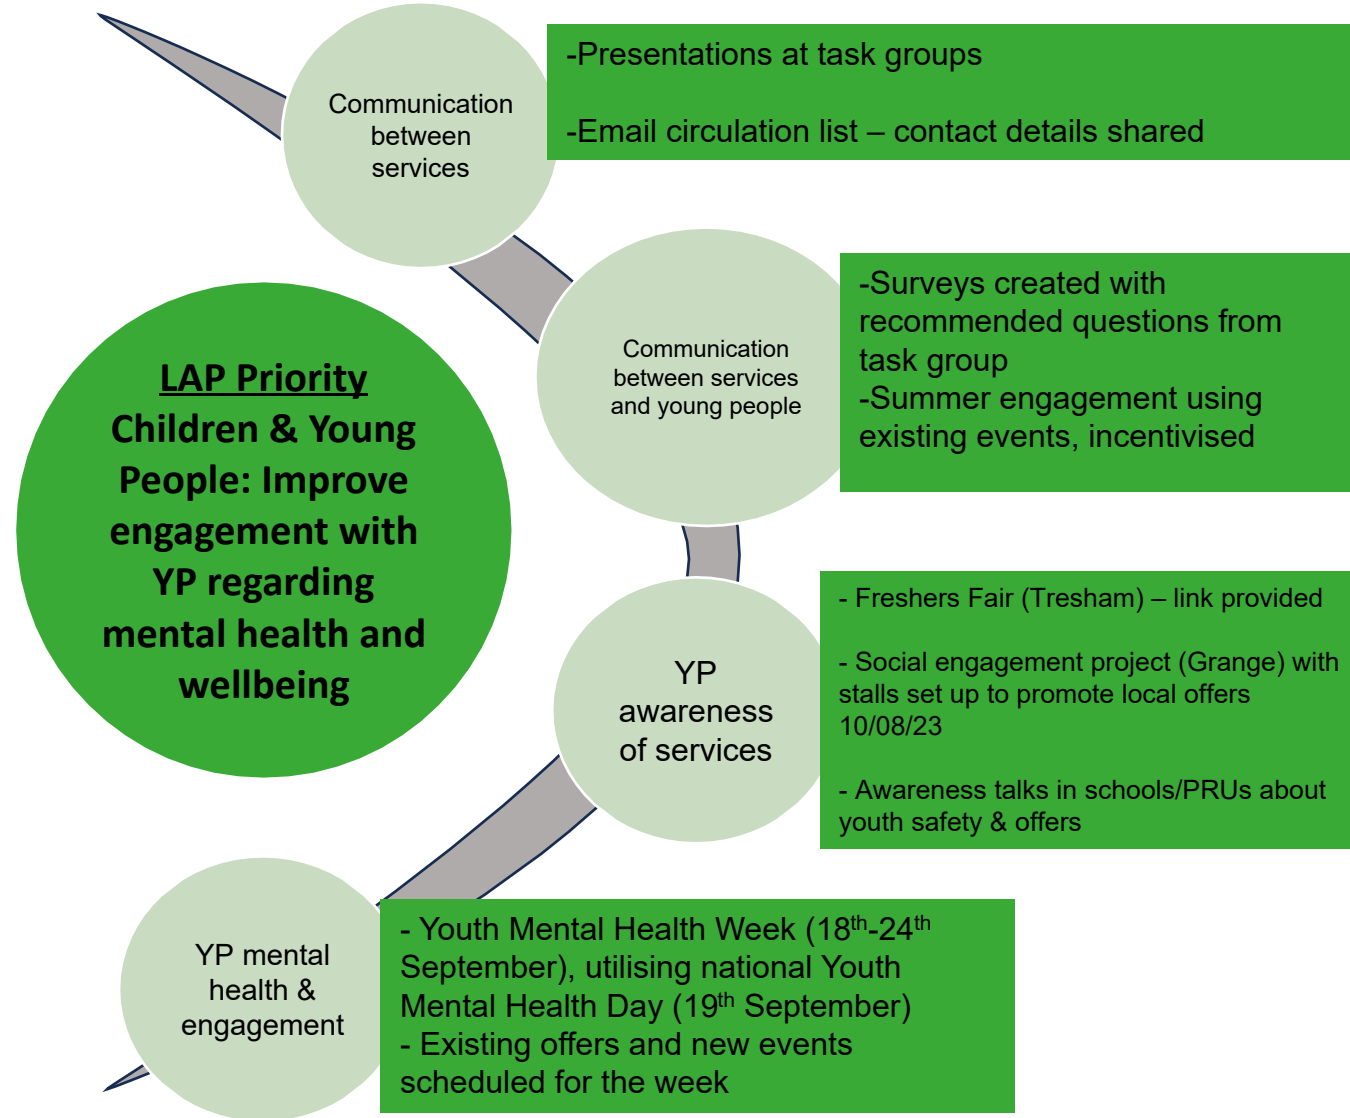 Communication
between
services
-Presentations at task groups
-Email circulation list – contact details shared
Communication
between services
and young people
-Surveys created with
recommended questions from
task group
-Summer engagement using
existing events, incentivised
LAP Priority
Children & Young
People: Improve
engagement with
YP regarding
mental health and
wellbeing
YP
awareness
of services
- Freshers Fair (Tresham) – link provided
- Social engagement project (Grange) with
stalls set up to promote local offers
10/08/23
- Awareness talks in schools/PRUs about
youth safety & offers
YP mental
health &
engagement
- Youth Mental Health Week (18th-24th
September), utilising national Youth
Mental Health Day (19th September)
- Existing offers and new events
scheduled for the week